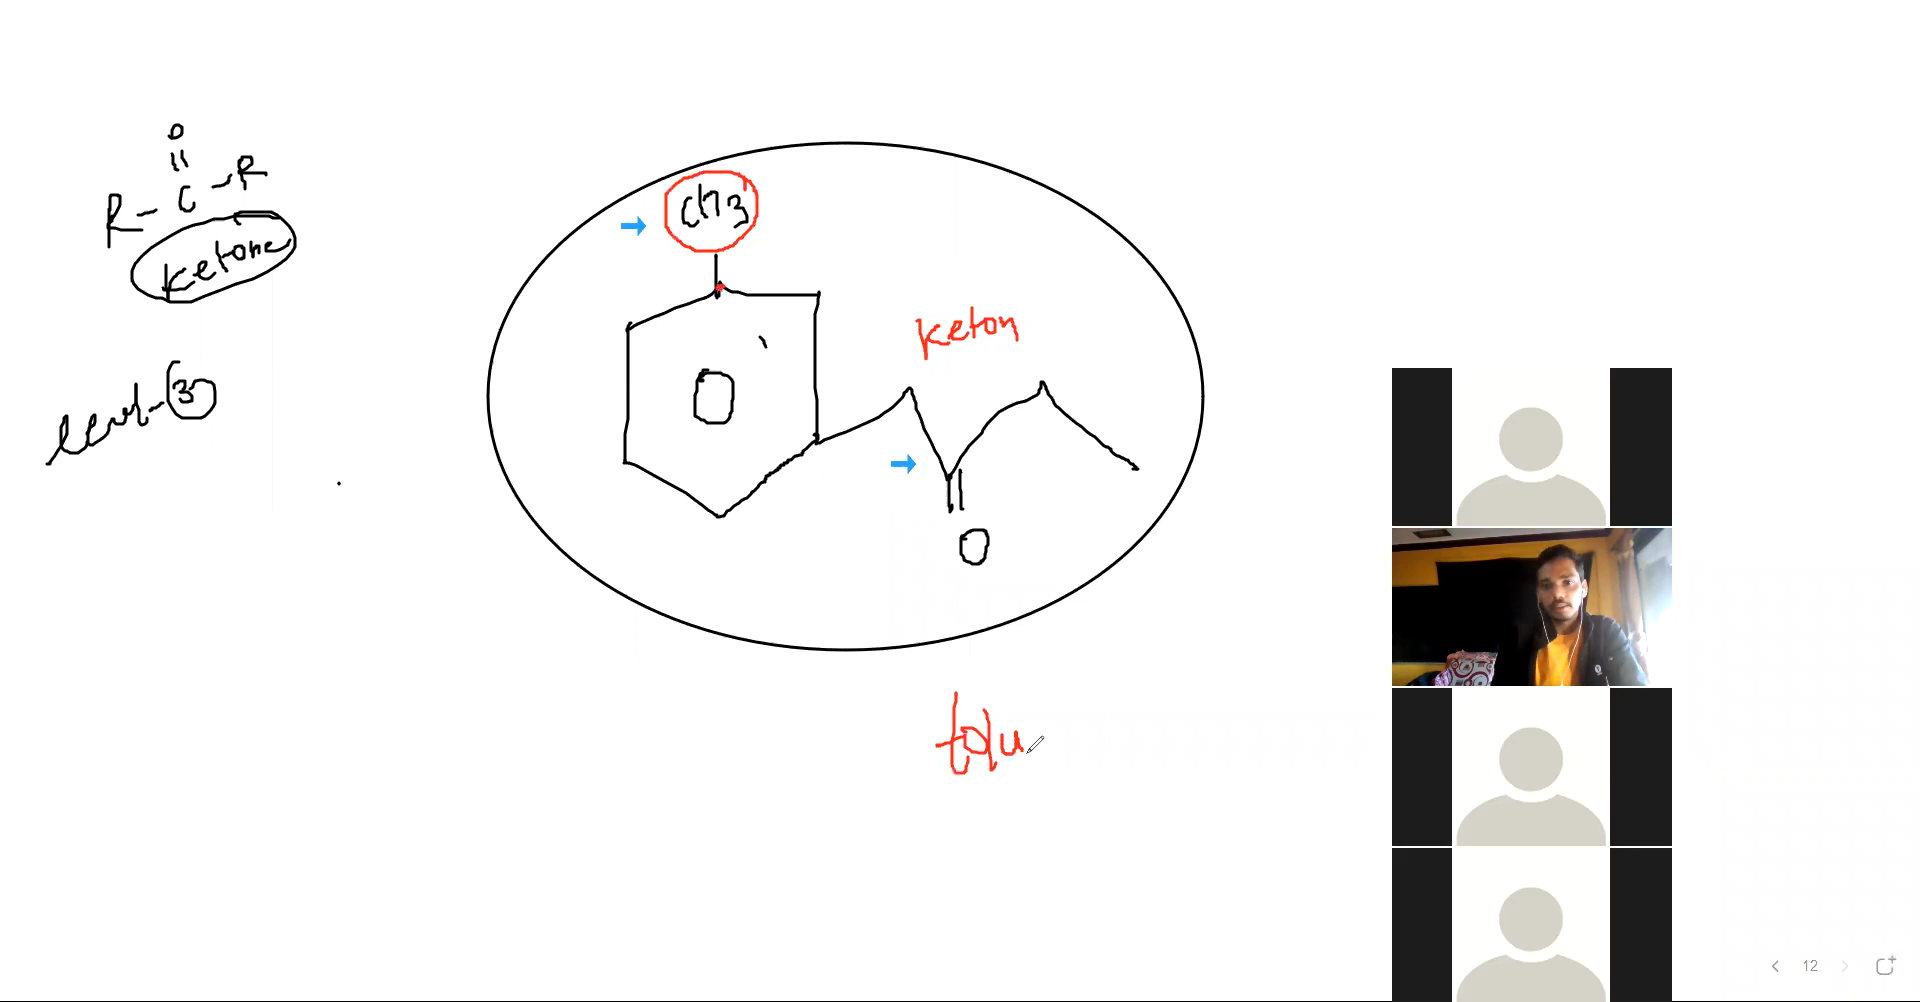 O
R-C-R
ketone
level-3
CH3
keton
O
O
tolu
12